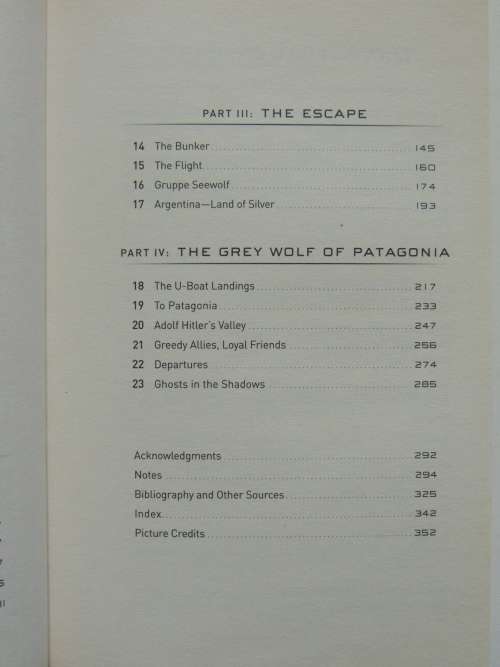 PART III: THE ESCAPE
14 The Bunker 145
15 The Flight 160
16 Gruppe Seewolf 174
17 Argentina—Land of Silver 193
PART IV: THE GREY WOLF OF PATAGONIA
18 The U-Boat Landings 217
19 To Patagonia 233
20 Adolf Hitler's Valley 247
21 Greedy Allies, Loyal Friends 256
22 Departures 274
23 Ghosts in the Shadows 285
Acknowledgments 292
Notes 294
Bibliography and Other Sources 325
Index 342
Picture Credits 352